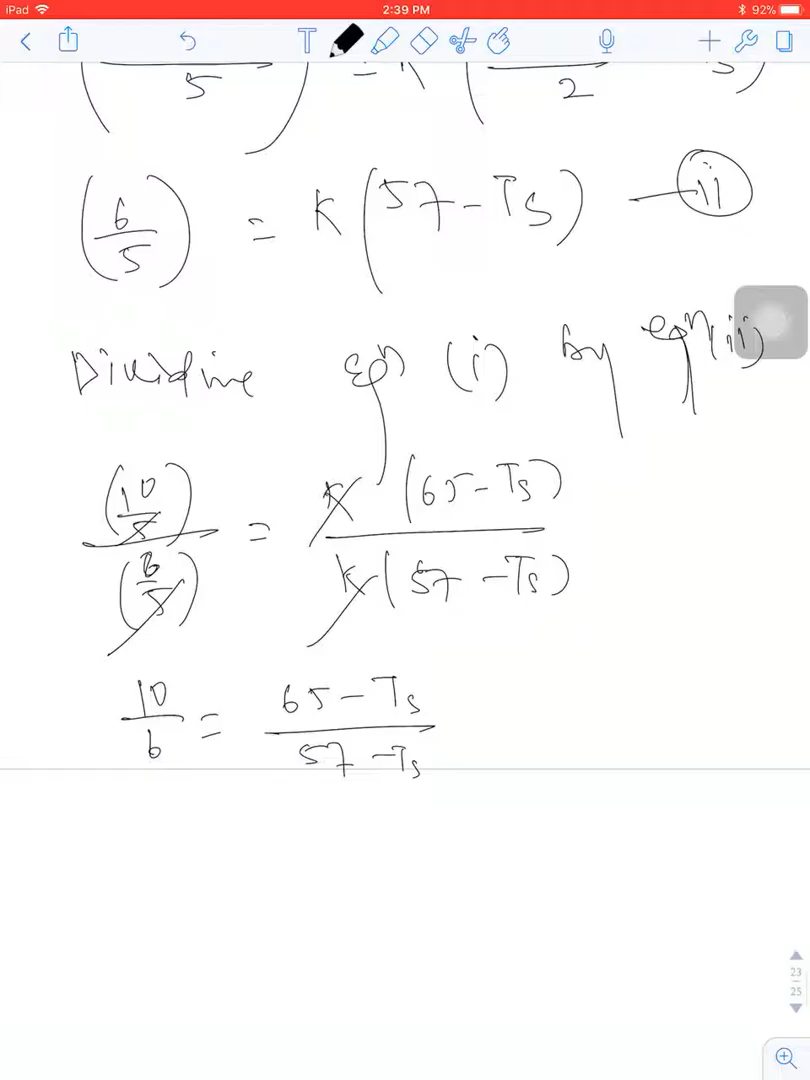 iPad 2:39 PM 92%
T
5 2 s)
(6/5) = K(57 - Ts) — ii
Dividine eqn (i) by eqn (ii)
(10/5)/(6/5) = K (65 - Ts)/K (57 - Ts)
10/6 = 65 - Ts/57 - Ts
23
25